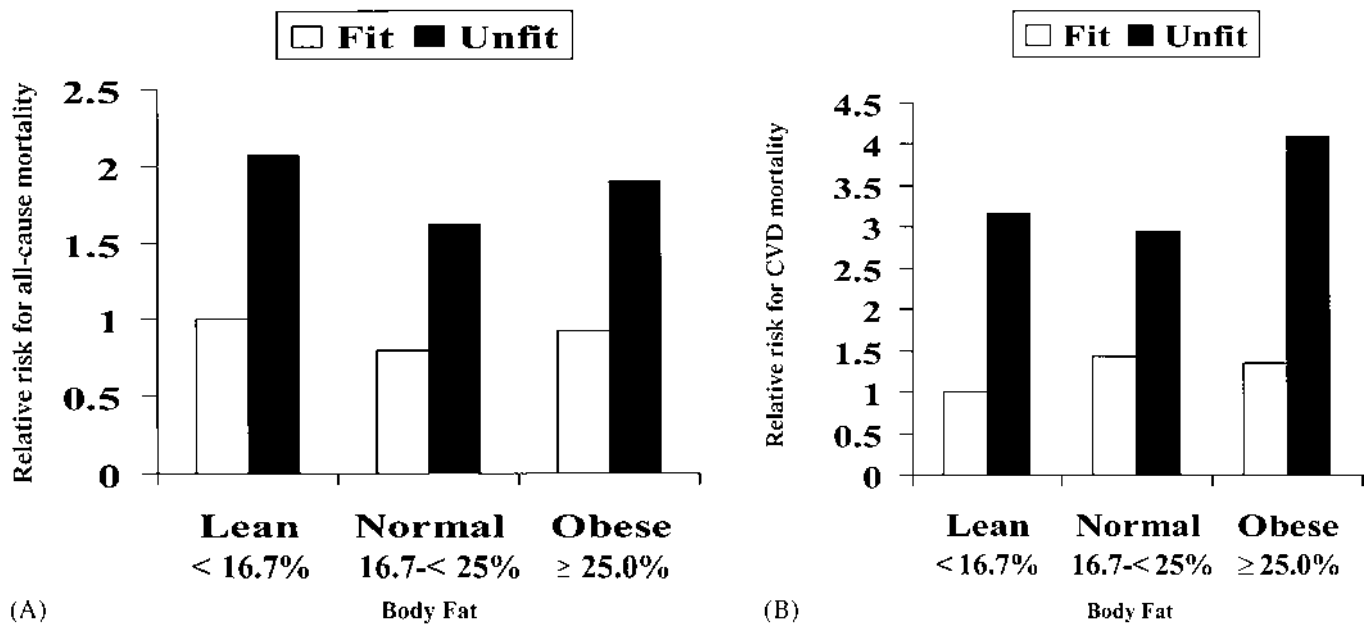 Fit Unfit
Relative risk for all-cause mortality
2.5
2
1.5
1
0.5
0
Lean Normal Obese
< 16.7% 16.7-< 25% ≥ 25.0%
(A) Body Fat
Fit Unfit
Relative risk for CVD mortality
4.5
4
3.5
3
2.5
2
1.5
1
0.5
0
Lean Normal Obese
< 16.7% 16.7-< 25% ≥ 25.0%
(B) Body Fat